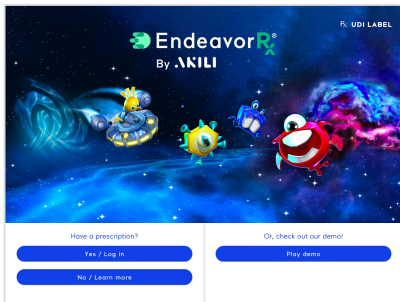 ℞ UDI LABEL
EndeavorRx®
By AKILI
Have a prescription?
Yes / Log in
No / Learn more
Or, check out our demo!
Play demo